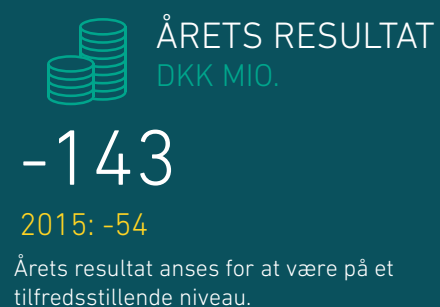 ÅRETS RESULTAT
DKK MIO.
-143
2015: -54
Årets resultat anses for at være på et
tilfredsstillende niveau.